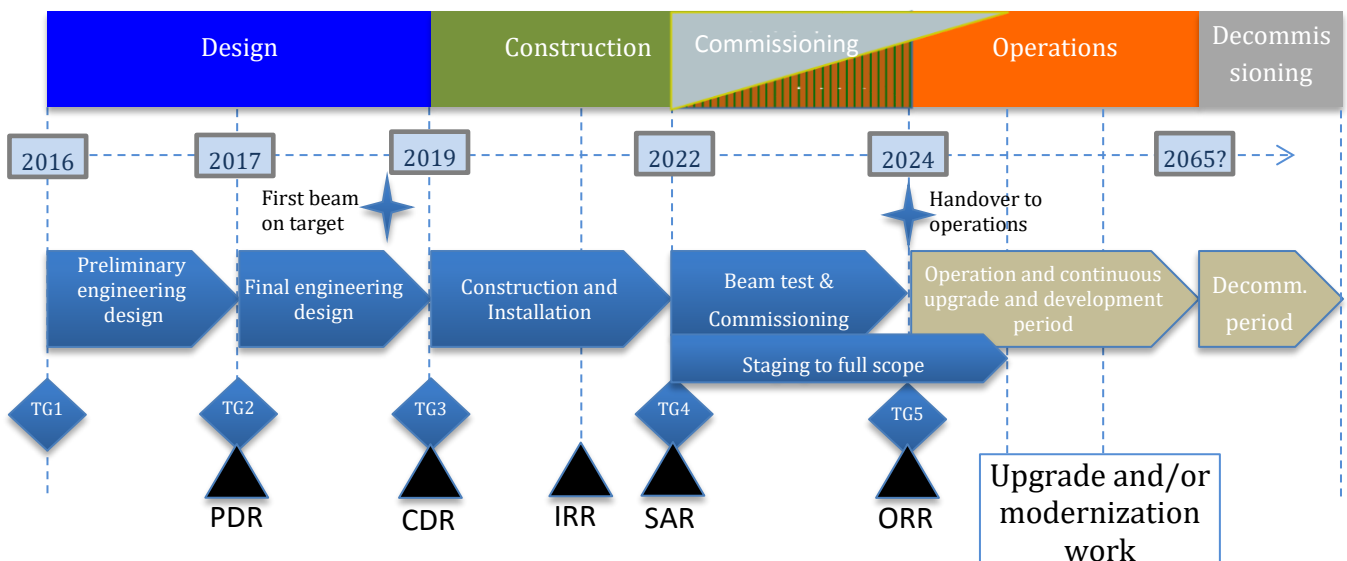 Design
Construction
Commissioning
Operations
Decommis
sioning
2016
2017
2019
2022
2024
2065?
First beam
on target
Handover to
operations
Preliminary
engineering
design
Final engineering
design
Construction and
Installation
Beam test &
Commissioning
Operation and continuous
upgrade and development
period
Decomm.
period
Staging to full scope
TG1
TG2
TG3
TG4
TG5
PDR
CDR
IRR
SAR
ORR
Upgrade and/or
modernization
work